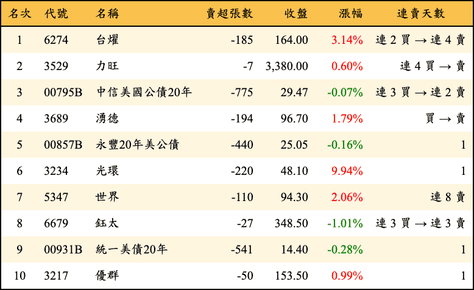 名次 代號 名稱 賣超張數 收盤 漲幅 連賣天數
1 6274 台燿 -185 164.00 3.14% 連 2 買 → 連 4 賣
2 3529 力旺 -7 3,380.00 0.60% 連 4 買 → 賣
3 00795B 中信美國公債20年 -775 29.47 -0.07% 連 3 買 → 連 2 賣
4 3689 湧德 -194 96.70 1.79% 買 → 賣
5 00857B 永豐20年美公債 -440 25.05 -0.16% 1
6 3234 光環 -220 48.10 9.94% 1
7 5347 世界 -110 94.30 2.06% 連 8 賣
8 6679 鈺太 -27 348.50 -1.01% 連 3 買 → 連 3 賣
9 00931B 統一美債20年 -541 14.40 -0.28% 1
10 3217 優群 -50 153.50 0.99% 1